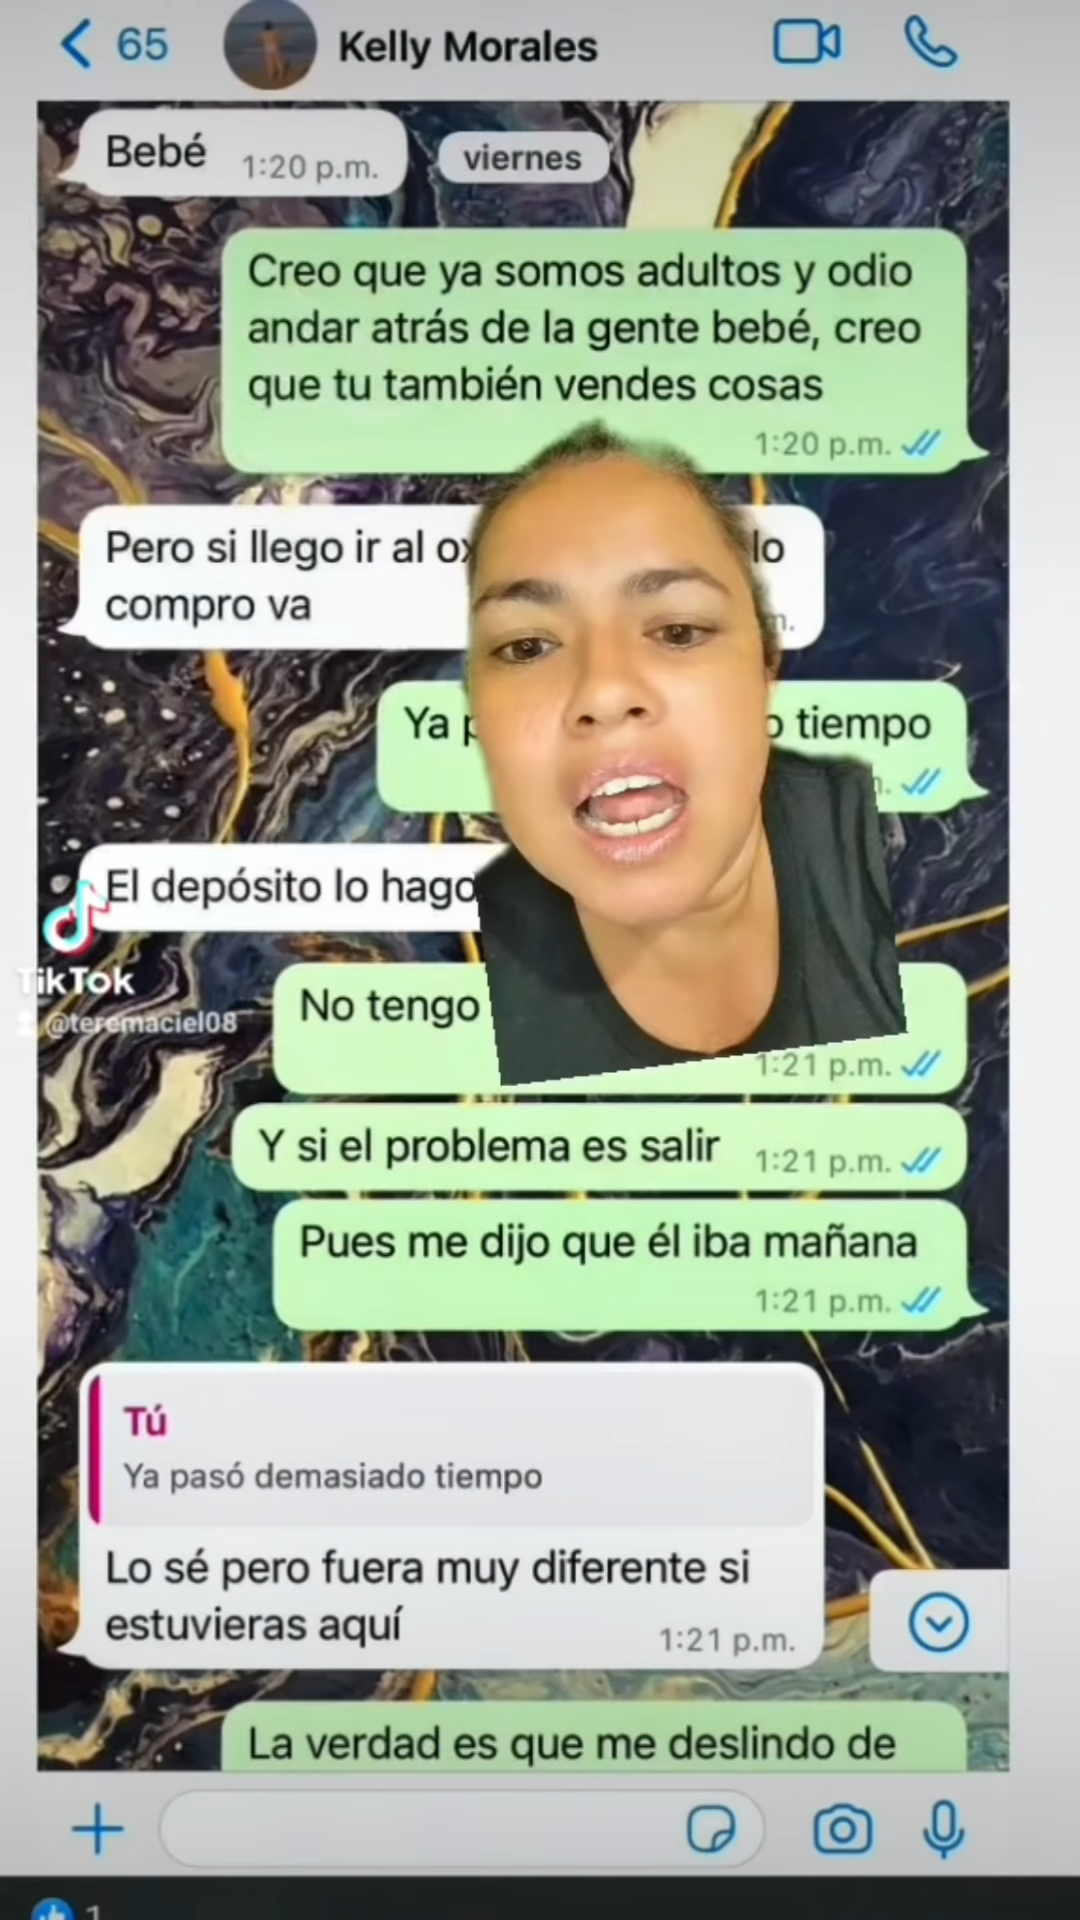 65
Kelly Morales
Bebé 1:20 p.m.
viernes
Creo que ya somos adultos y odio
andar atrás de la gente bebé, creo
que tu también vendes cosas
1:20 p.m.
Pero si llego ir al lo
compro va
Ya tiempo
El depósito lo hago
No tengo
1:21 p.m.
Y si el problema es salir 1:21 p.m.
Pues me dijo que él iba mañana
1:21 p.m.
Tú
Ya pasó demasiado tiempo
Lo sé pero fuera muy diferente si
estuvieras aquí 1:21 p.m.
La verdad es que me deslindo de
TikTok
@teremaciel08
1